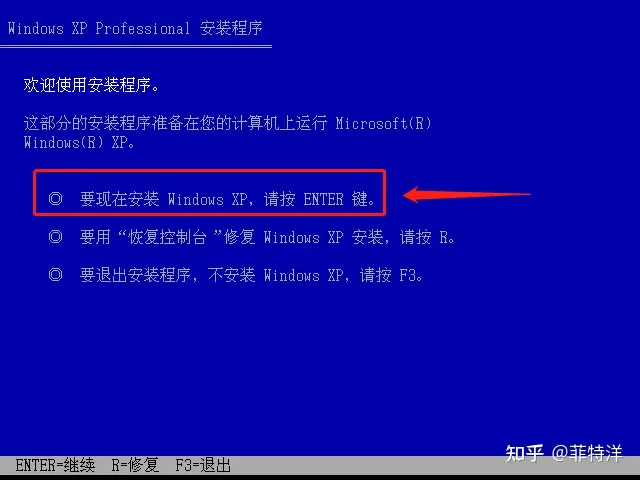 Windows XP Professional 安装程序
欢迎使用安装程序。
这部分的安装程序准备在您的计算机上运行 Microsoft(R)
Windows(R) XP。
◎ 要现在安装 Windows XP，请按 ENTER 键。
◎ 要用“恢复控制台”修复 Windows XP 安装，请按 R。
◎ 要退出安装程序，不安装 Windows XP，请按 F3。
ENTER=继续 R=修复 F3=退出
知乎 @菲特洋